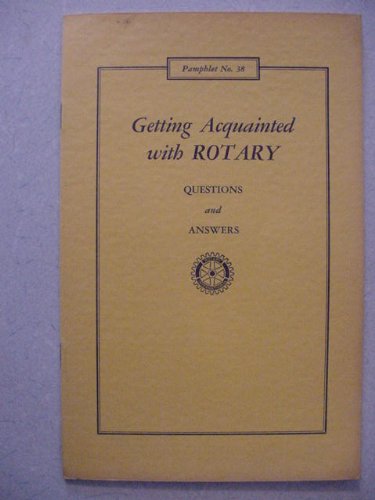 Pamphlet No. 38
Getting Acquainted
with ROTARY
QUESTIONS
and
ANSWERS